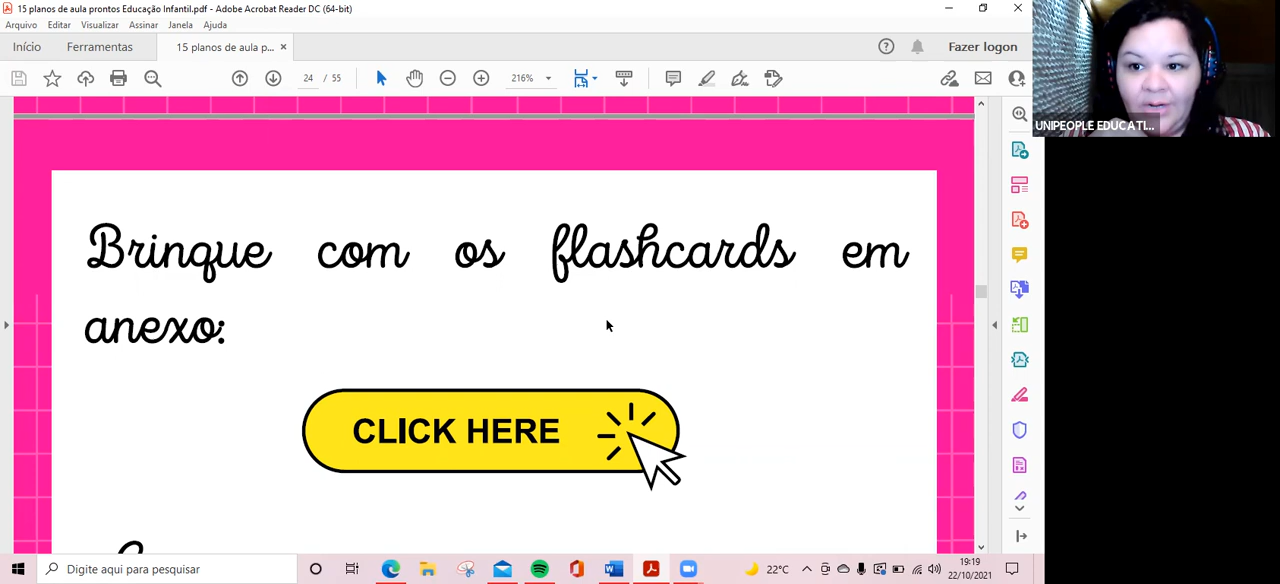 15 planos de aula prontos Educação Infantil.pdf - Adobe Acrobat Reader DC (64-bit)
Arquivo Editar Visualizar Assinar Janela Ajuda
Início Ferramentas 15 planos de aula p... × Fazer logon
24 / 55 216%
UNIPEOPLE EDUCATI...
Brinque com os flashcards em
anexo:
CLICK HERE
Digite aqui para pesquisar
22°C
19:19
22/10/2021